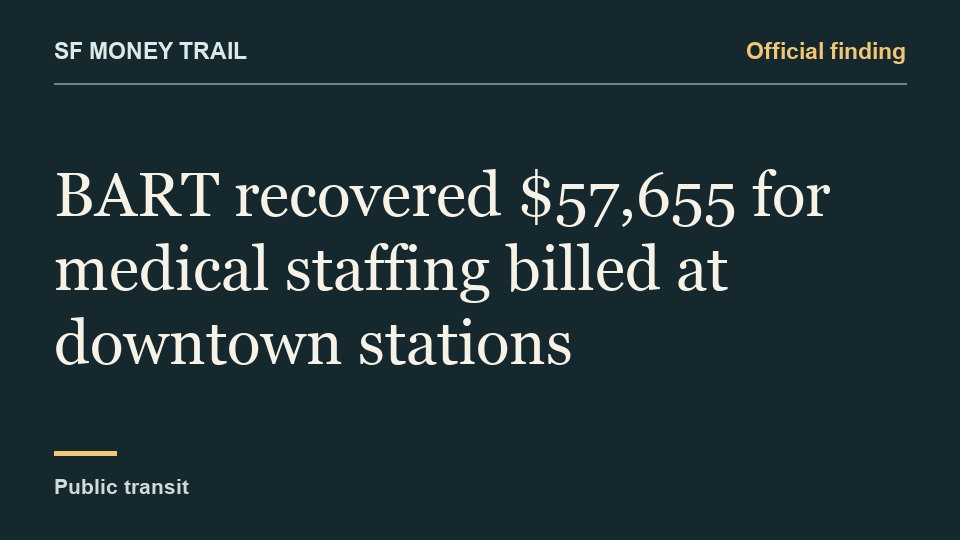 SF MONEY TRAIL
Official finding
BART recovered $57,655 for
medical staffing billed at
downtown stations
Public transit